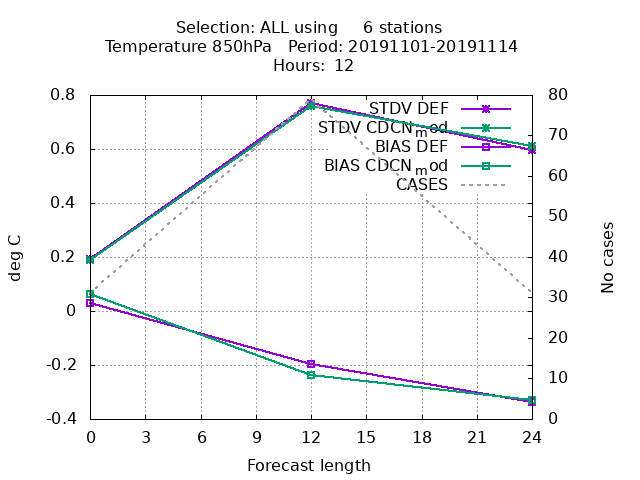 Selection: ALL using     6 stations
Temperature 850hPa   Period: 20191101-20191114
Hours:  12
0.8
0.6
0.4
0.2
0
-0.2
-0.4
deg C
80
70
60
50
40
30
20
10
0
No cases
STDV DEF
STDV CDCN_mod
BIAS DEF
BIAS CDCN_mod
CASES
0 3 6 9 12 15 18 21 24
Forecast length